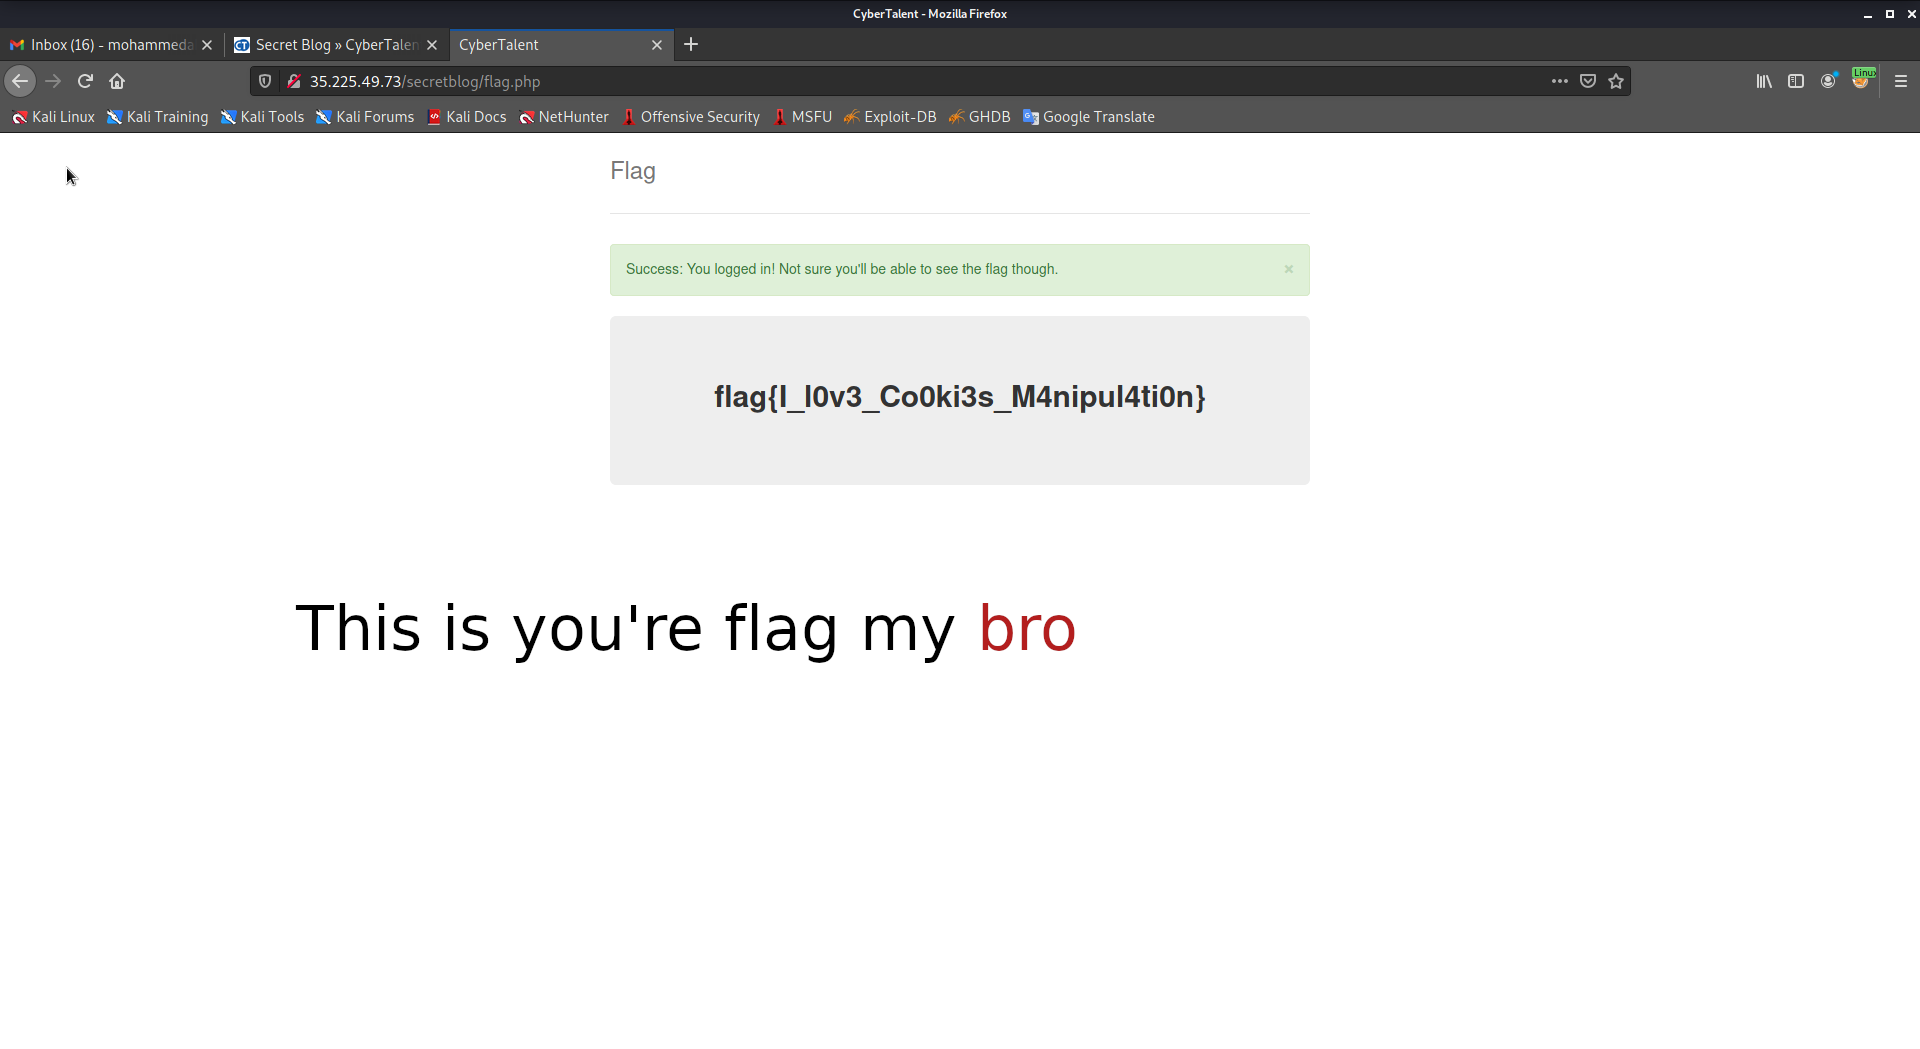 CyberTalent - Mozilla Firefox
Inbox (16) - mohammeda
Secret Blog » CyberTalen
CyberTalent
35.225.49.73/secretblog/flag.php
Linux
Kali Linux Kali Training Kali Tools Kali Forums Kali Docs NetHunter Offensive Security MSFU Exploit-DB GHDB Google Translate
Flag
Success: You logged in! Not sure you'll be able to see the flag though. ×
flag{I_l0v3_Co0ki3s_M4nipul4ti0n}
This is you're flag my bro